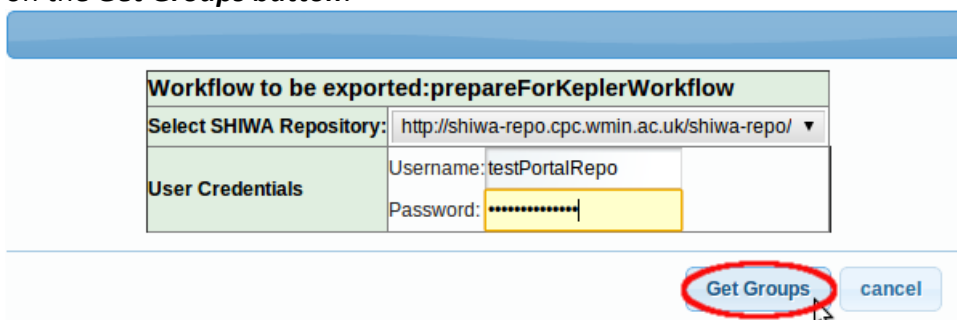 on the Get Groups button.
Workflow to be exported:prepareForKeplerWorkflow
Select SHIWA Repository: http://shiwa-repo.cpc.wmin.ac.uk/shiwa-repo/ ▼
User Credentials
Username: testPortalRepo
Password: ••••••••••••••
Get Groups cancel